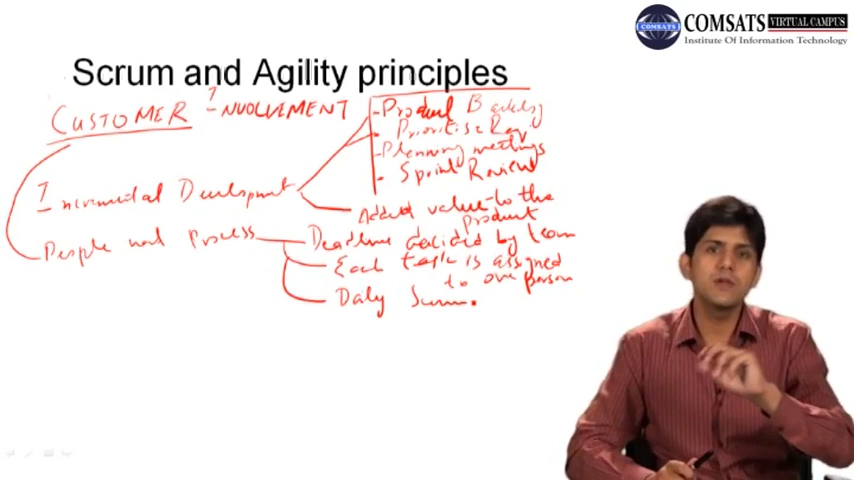 COMSATS VIRTUAL CAMPUS
COMSATS
Institute Of Information Technology
Scrum and Agility principles
CUSTOMER INVOLVEMENT
- Product Backlog
- Prioritise Req
- Planning meetings
- Sprint Review
Incremental Development
Added value to the
product
People not Process
Deadline decided by team
Each task is assigned
to one person
Daily Scrum.